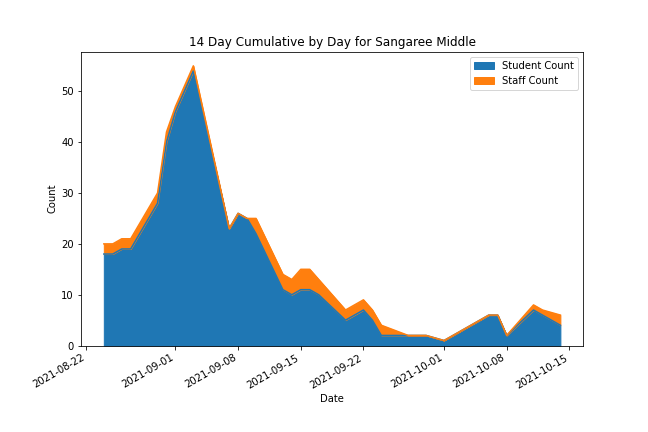 14 Day Cumulative by Day for Sangaree Middle
Student Count
Staff Count
Count
50
40
30
20
10
0
2021-08-22
2021-09-01
2021-09-08
2021-09-15
2021-09-22
2021-10-01
2021-10-08
2021-10-15
Date